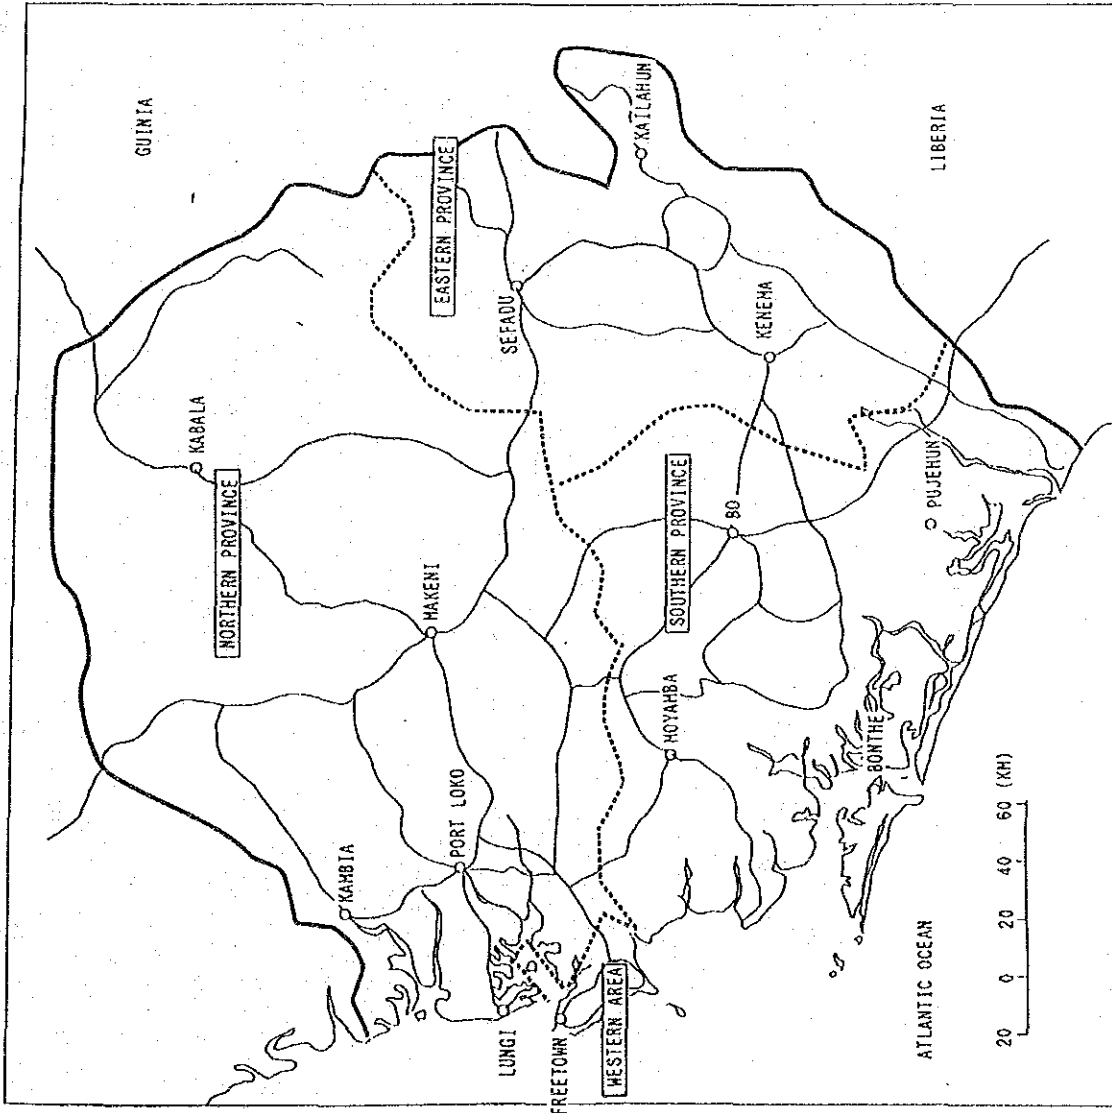 GUINIA
KAILAHUN
LIBERIA
EASTERN PROVINCE
SEFADU
KENEMA
KABALA
NORTHERN PROVINCE
SOUTHERN PROVINCE
BO
PUJEHUN
MAKENI
MOYAMBA
BONTHE
PORT LOKO
KAMBIA
LUNGI
FREETOWN
WESTERN AREA
ATLANTIC OCEAN
20 0 20 40 60 (KM)